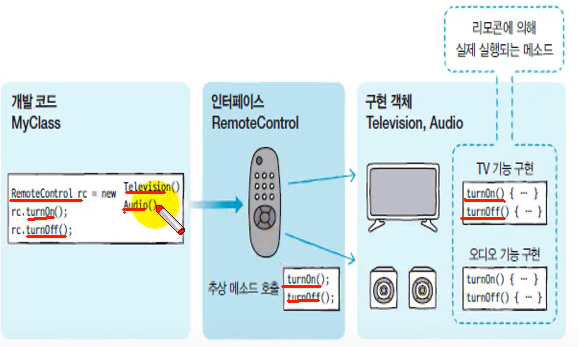 리모콘에 의해
실제 실행되는 메소드
개발 코드
MyClass
RemoteControl rc = new Television()
Audio()
rc.turnOn();
rc.turnOff();
인터페이스
RemoteControl
추상 메소드 호출
turnOn();
turnOff();
구현 객체
Television, Audio
TV 기능 구현
turnOn() { … }
turnOff() { … }
오디오 기능 구현
turnOn() { … }
turnOff() { … }